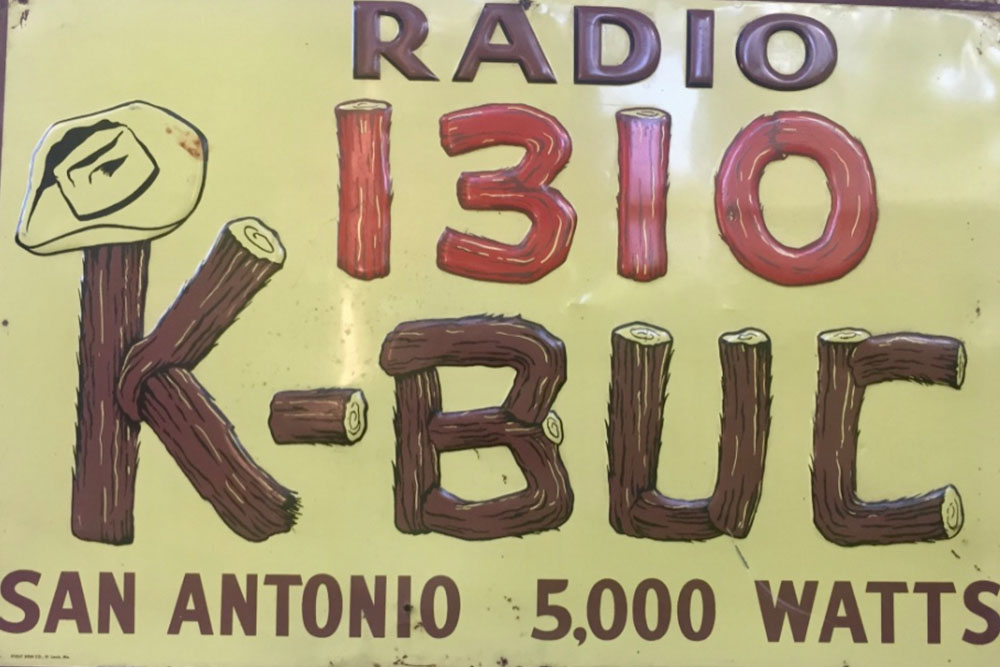 RADIO
1310
K-BUC
SAN ANTONIO 5,000 WATTS